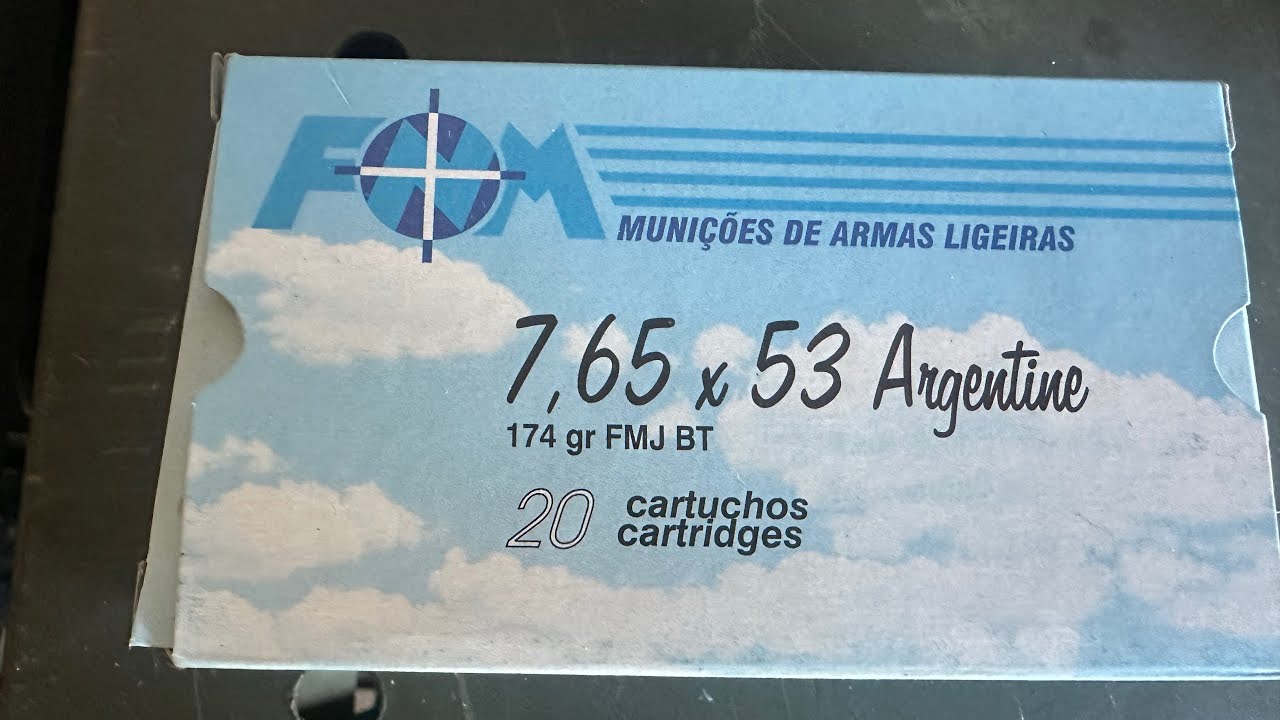 FNM
MUNIÇÕES DE ARMAS LIGEIRAS
7,65 x 53 Argentine
174 gr FMJ BT
20 cartuchos
cartridges